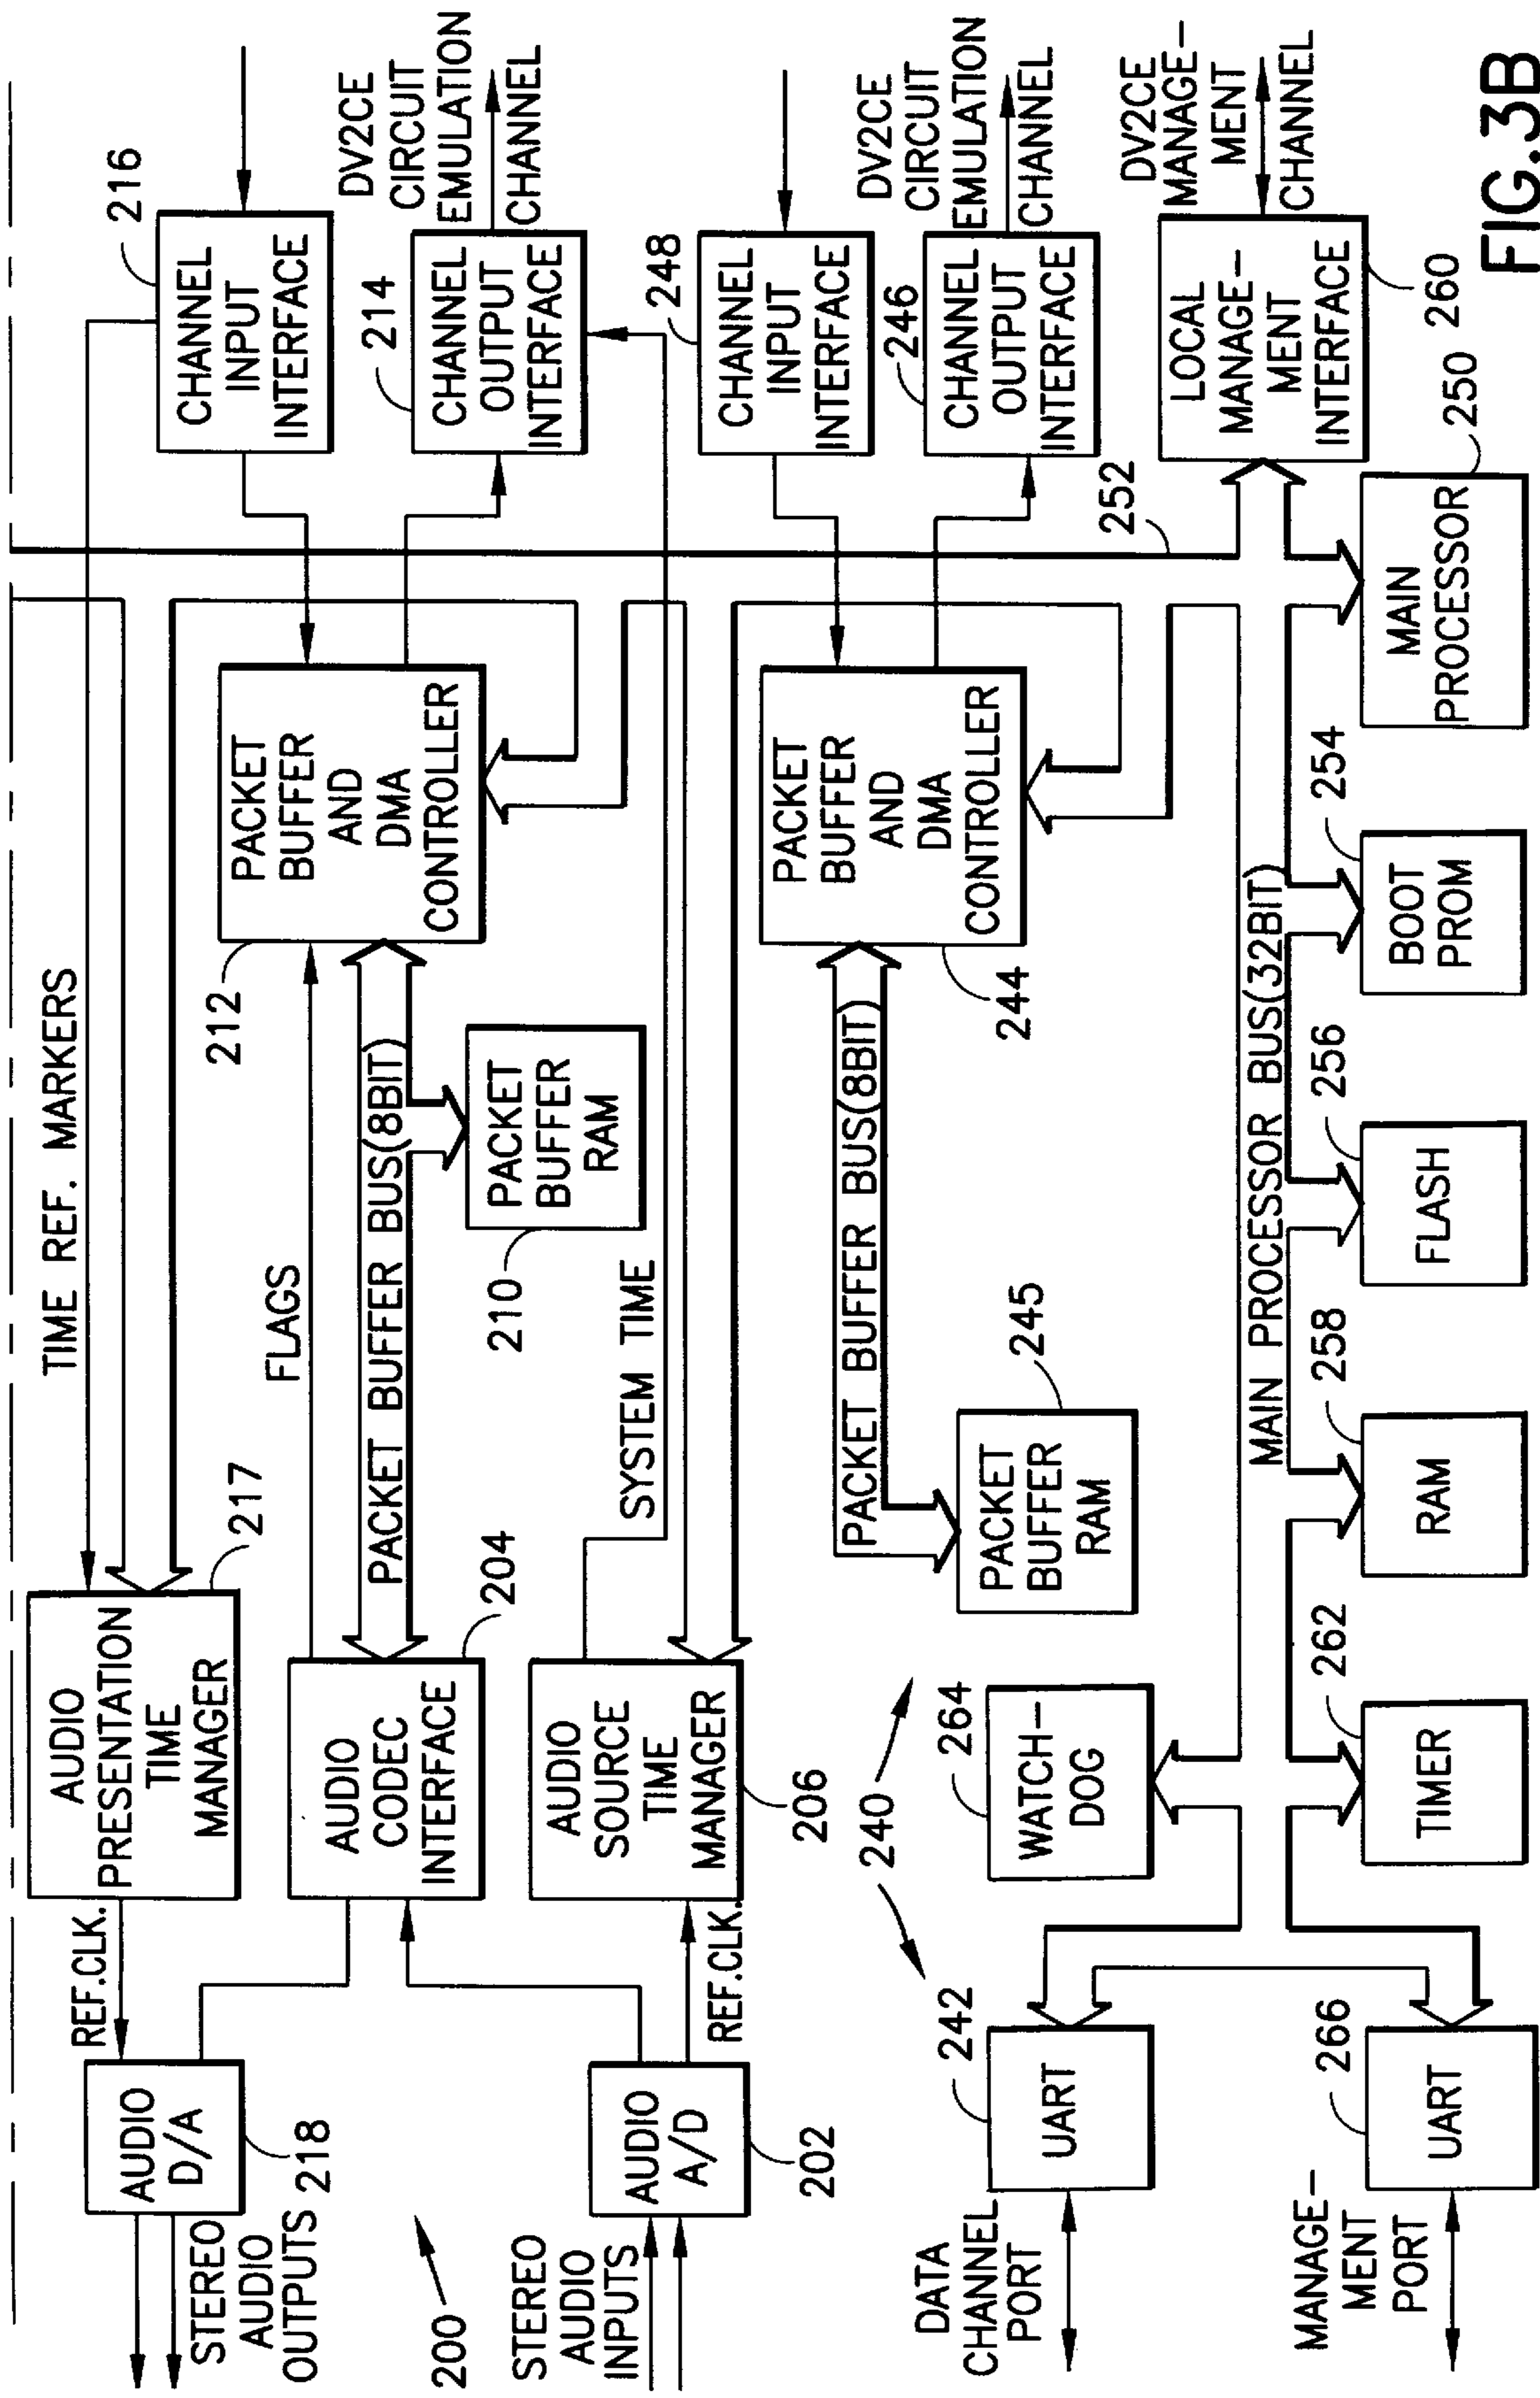 TIME REF. MARKERS
216
CHANNEL
INPUT
INTERFACE
DV2CE
CIRCUIT
EMULATION
CHANNEL
214
CHANNEL
OUTPUT
INTERFACE
AUDIO
PRESENTATION
TIME
MANAGER
217
REF.CLK.
AUDIO
D/A
218
STEREO
AUDIO
OUTPUTS
FLAGS
212
PACKET
BUFFER
AND
DMA
CONTROLLER
PACKET BUFFER BUS(8BIT)
AUDIO
CODEC
INTERFACE
204
210
PACKET
BUFFER
RAM
200
STEREO
AUDIO
INPUTS
AUDIO
A/D
202
REF.CLK.
AUDIO
SOURCE
TIME
MANAGER
206
SYSTEM TIME
248
CHANNEL
INPUT
INTERFACE
DV2CE
CIRCUIT
EMULATION
CHANNEL
246
CHANNEL
OUTPUT
INTERFACE
PACKET
BUFFER
AND
DMA
CONTROLLER
244
PACKET BUFFER BUS(8BIT)
PACKET
BUFFER
RAM
245
240
252
DV2CE
MANAGE-
MENT
CHANNEL
LOCAL
MANAGE-
MENT
INTERFACE
260
DATA
CHANNEL
PORT
242
UART
264
WATCH-
DOG
MAIN PROCESSOR BUS(32BIT)
MANAGE-
MENT
PORT
266
UART
262
TIMER
258
RAM
256
FLASH
254
BOOT
PROM
250
MAIN
PROCESSOR
FIG.3B